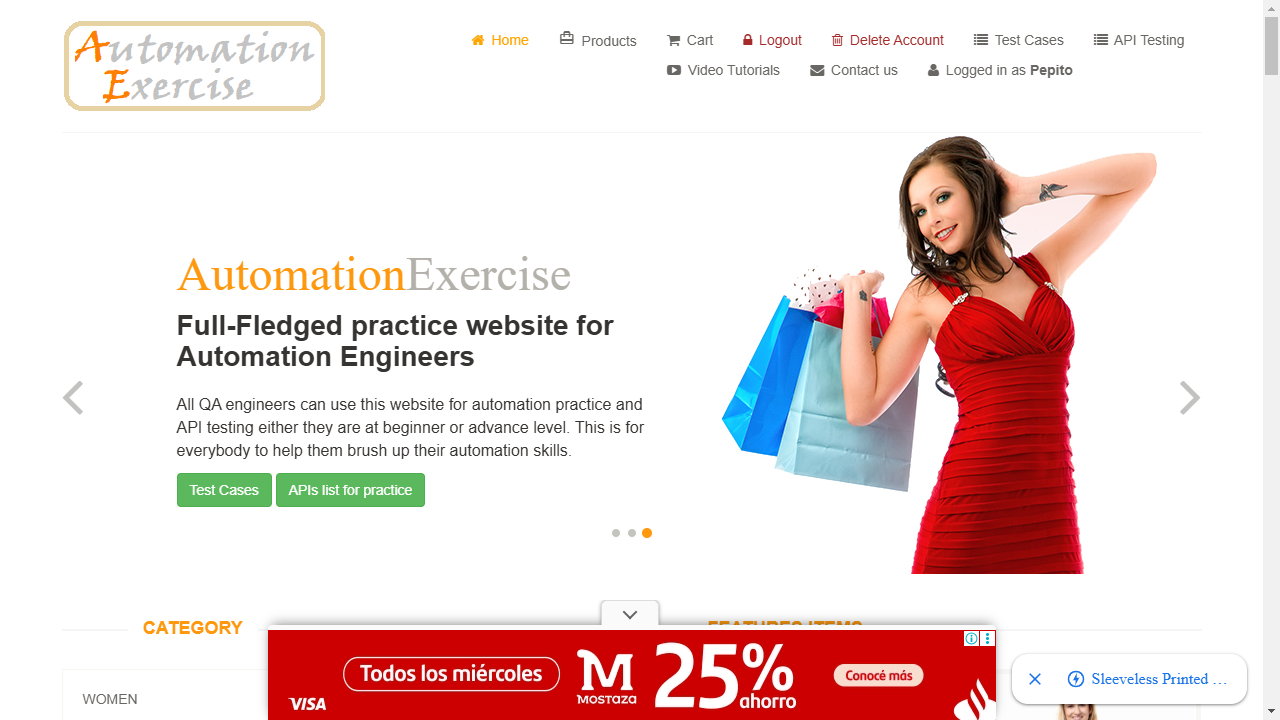 Automation
Exercise
Home
Products
Cart
Logout
Delete Account
Test Cases
API Testing
Video Tutorials
Contact us
Logged in as Pepito
AutomationExercise
Full-Fledged practice website for
Automation Engineers
All QA engineers can use this website for automation practice and
API testing either they are at beginner or advance level. This is for
everybody to help them brush up their automation skills.
Test Cases
APIs list for practice
CATEGORY
FEATURES ITEMS
WOMEN
VISA
Todos los miércoles
M
MOSTAZA
25%
ahorro
Conocé más
Sleeveless Printed …